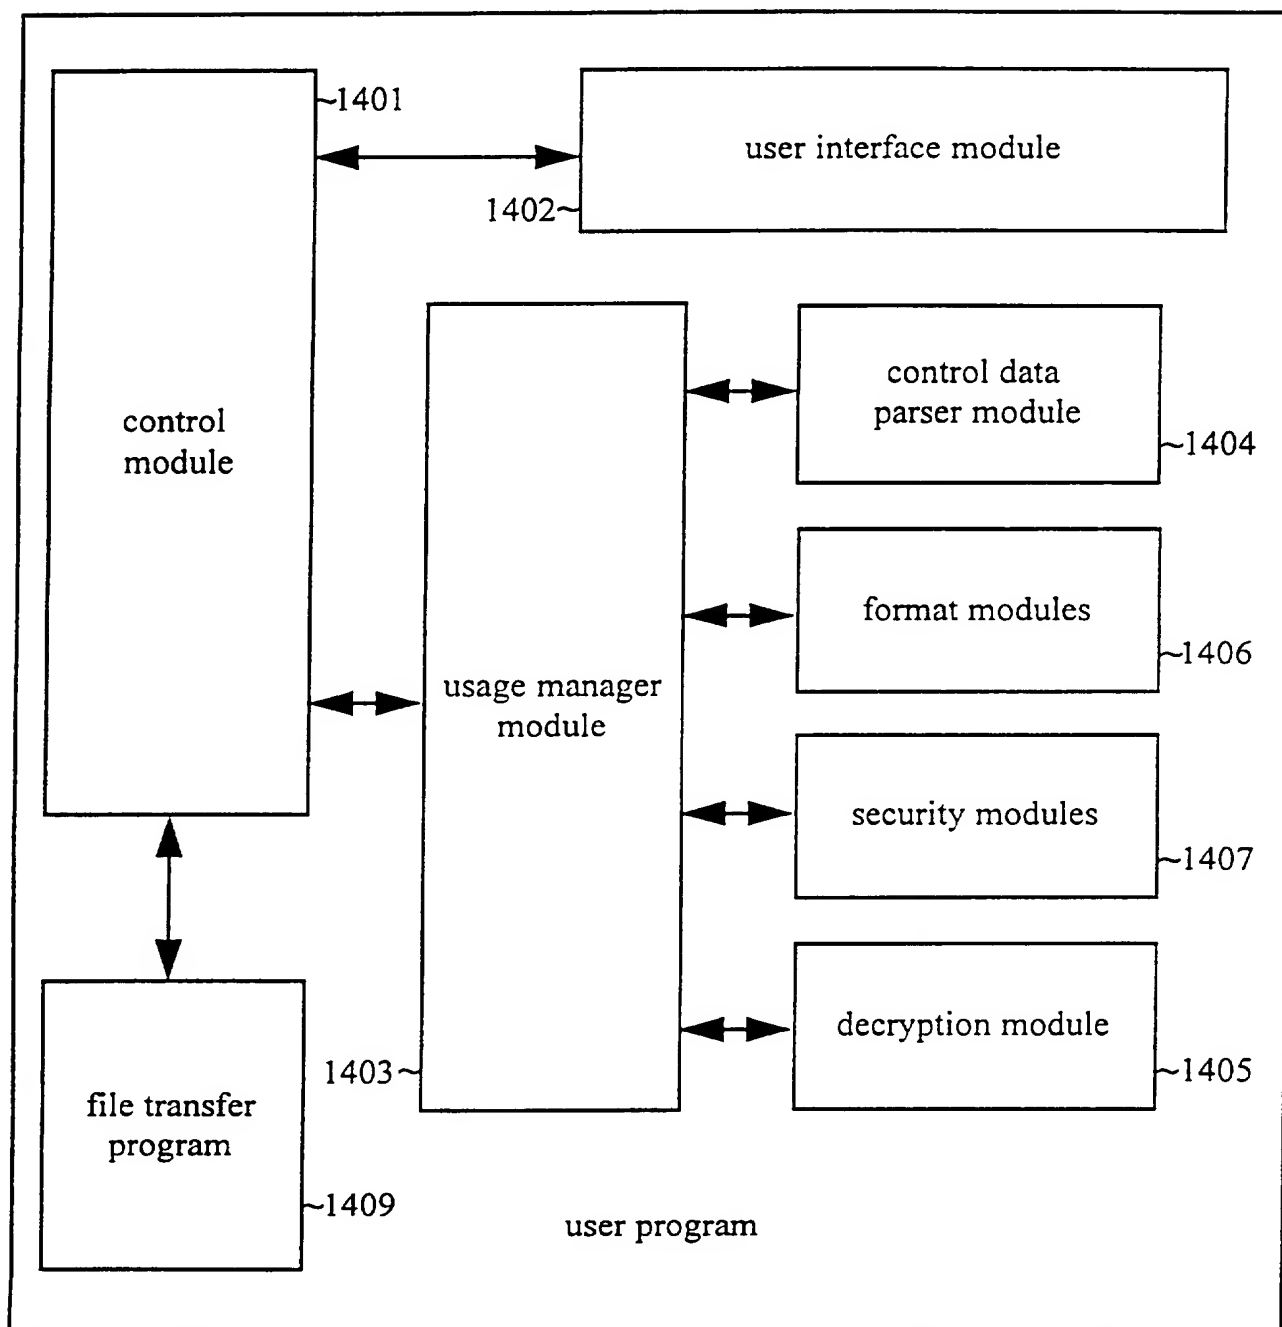 1401
user interface module
1402
control
module
control data
parser module
1404
format modules
1406
usage manager
module
security modules
1407
decryption module
1405
1403
file transfer
program
1409
user program